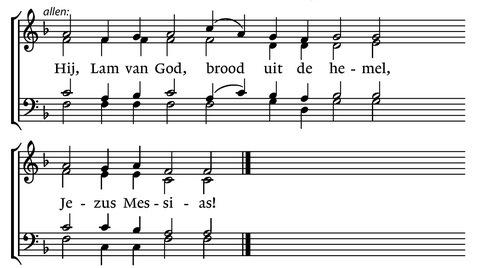 allen:
Hij, Lam van God, brood uit de he - mel,
Je - zus Mes - si - as!